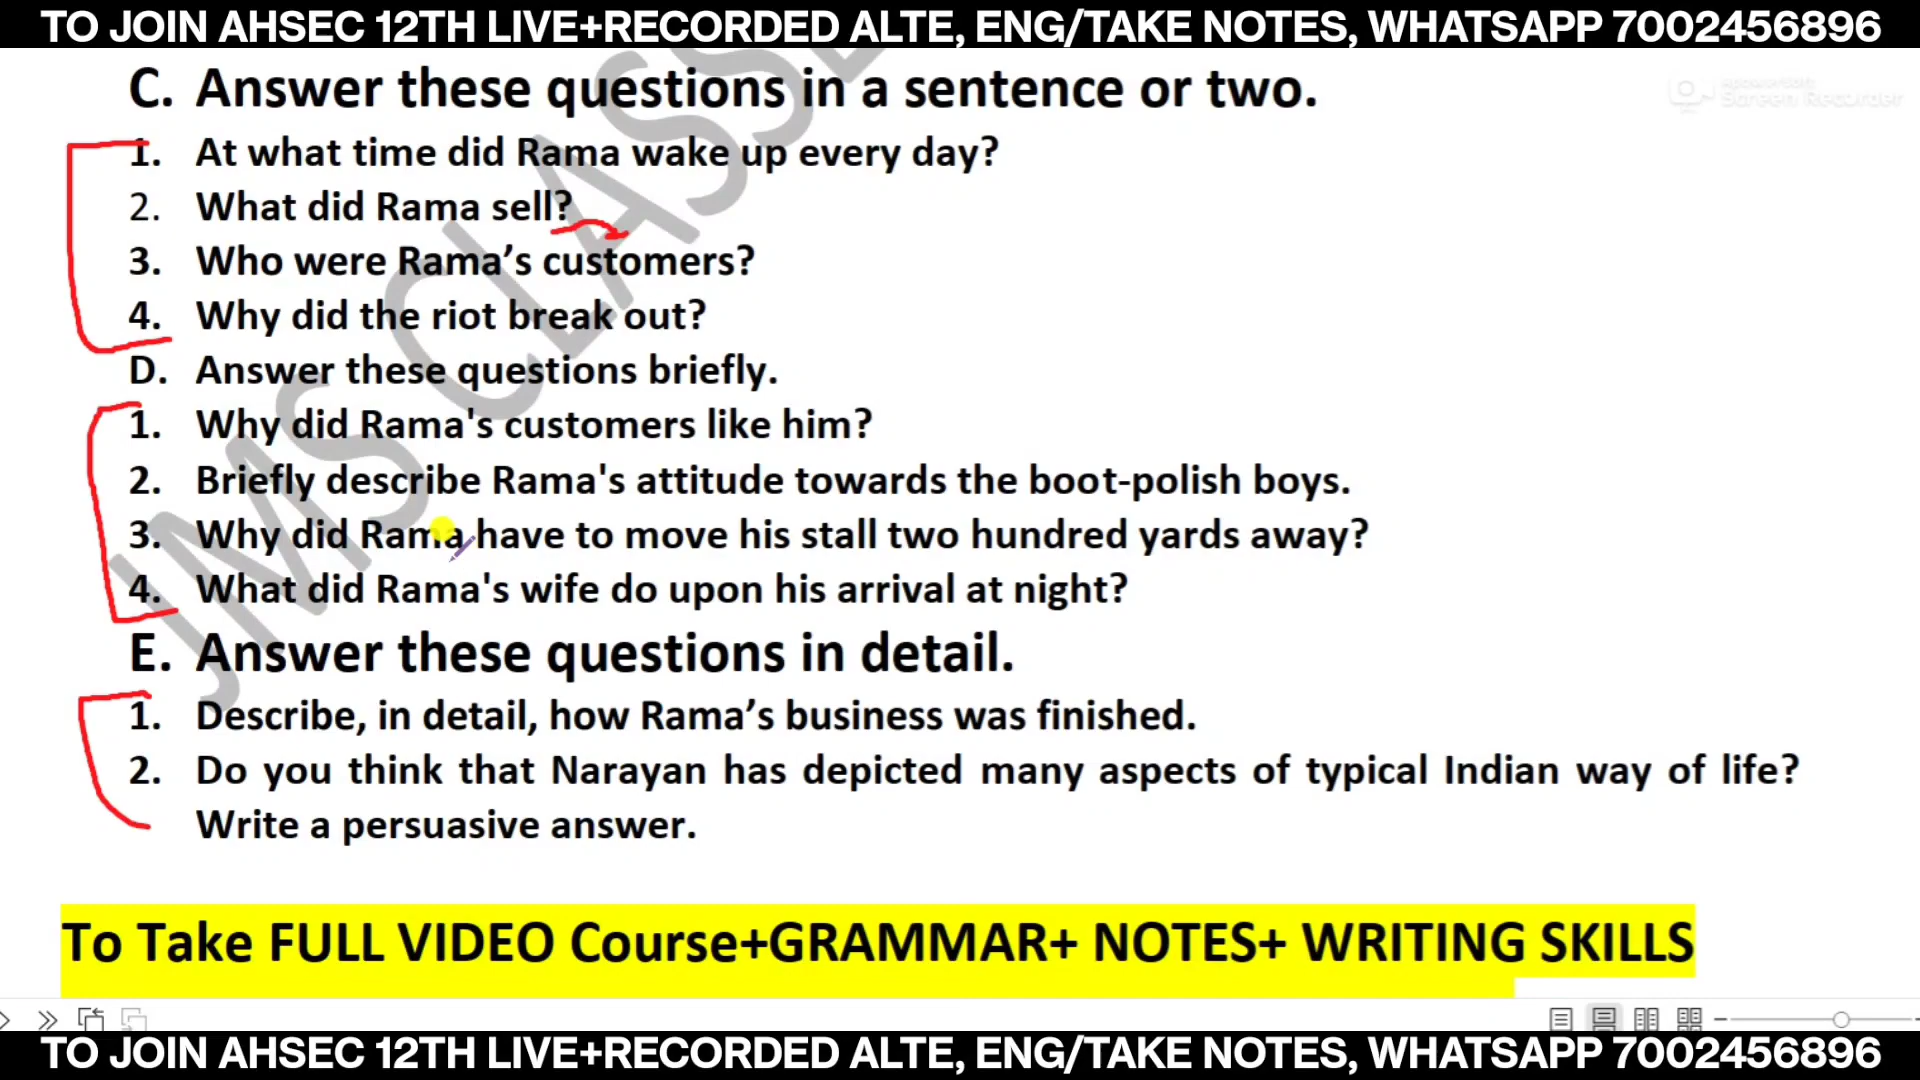 TO JOIN AHSEC 12TH LIVE+RECORDED ALTE, ENG/TAKE NOTES, WHATSAPP 7002456896
Apowersoft
Screen Recorder
C. Answer these questions in a sentence or two.
1. At what time did Rama wake up every day?
2. What did Rama sell?
3. Who were Rama’s customers?
4. Why did the riot break out?
D. Answer these questions briefly.
1. Why did Rama's customers like him?
2. Briefly describe Rama's attitude towards the boot-polish boys.
3. Why did Rama have to move his stall two hundred yards away?
4. What did Rama's wife do upon his arrival at night?
E. Answer these questions in detail.
1. Describe, in detail, how Rama’s business was finished.
2. Do you think that Narayan has depicted many aspects of typical Indian way of life?
Write a persuasive answer.
JMS CLASSE
To Take FULL VIDEO Course+GRAMMAR+ NOTES+ WRITING SKILLS
TO JOIN AHSEC 12TH LIVE+RECORDED ALTE, ENG/TAKE NOTES, WHATSAPP 7002456896